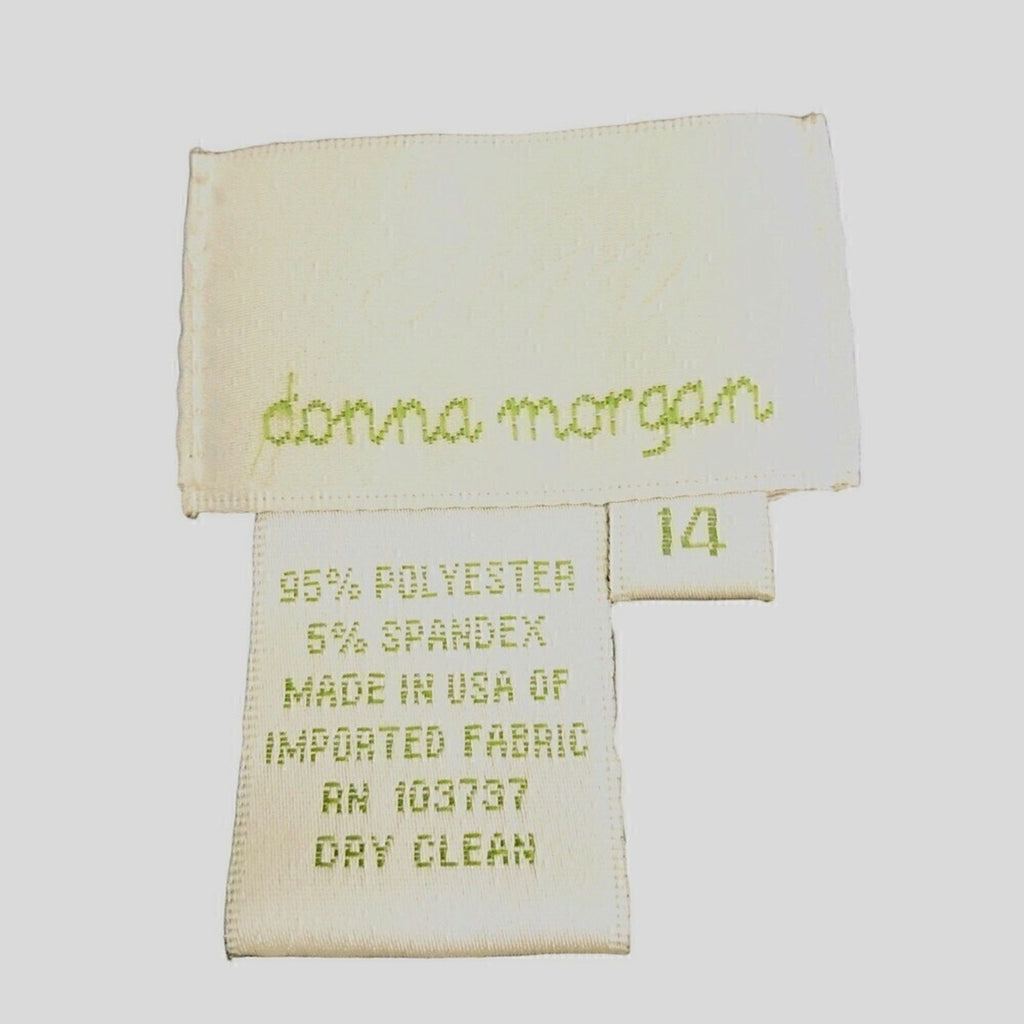 donna morgan
14
95% POLYESTER
5% SPANDEX
MADE IN USA OF
IMPORTED FABRIC
RN 103737
DRY CLEAN